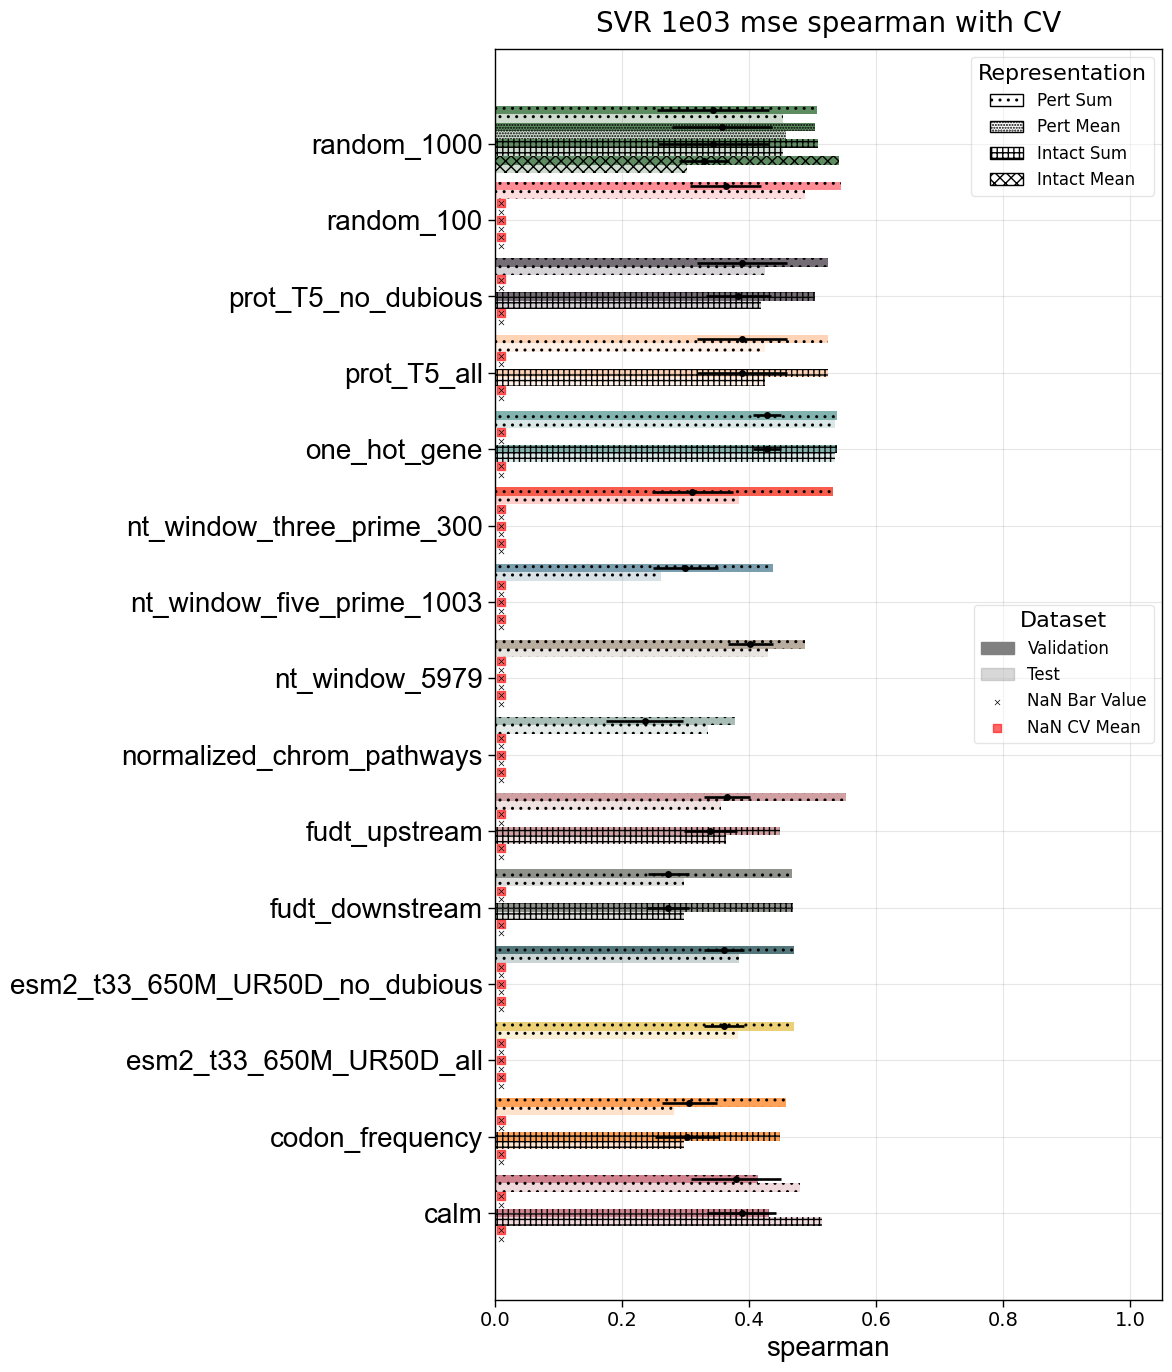 SVR 1e03 mse spearman with CV
Representation
Pert Sum
Pert Mean
Intact Sum
Intact Mean
random_1000
random_100
prot_T5_no_dubious
prot_T5_all
one_hot_gene
nt_window_three_prime_300
nt_window_five_prime_1003
Dataset
Validation
Test
NaN Bar Value
NaN CV Mean
nt_window_5979
normalized_chrom_pathways
fudt_upstream
fudt_downstream
esm2_t33_650M_UR50D_no_dubious
esm2_t33_650M_UR50D_all
codon_frequency
calm
0.0 0.2 0.4 0.6 0.8 1.0
spearman